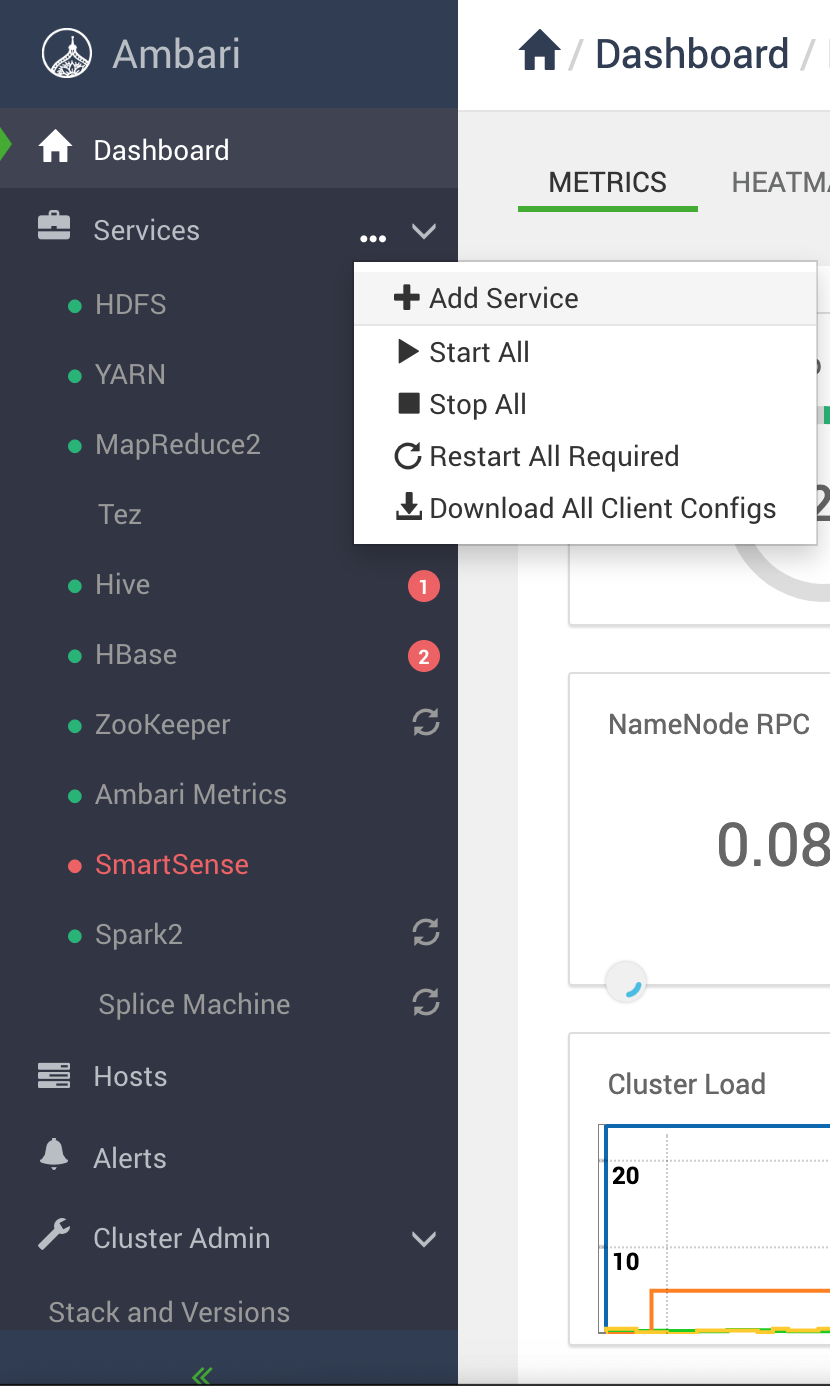 Ambari
Dashboard
Services
HDFS
YARN
MapReduce2
Tez
Hive 1
HBase 2
ZooKeeper
Ambari Metrics
SmartSense
Spark2
Splice Machine
Hosts
Alerts
Cluster Admin
Stack and Versions
Add Service
Start All
Stop All
Restart All Required
Download All Client Configs
/ Dashboard /
METRICS
NameNode RPC
0.08
Cluster Load
20
10